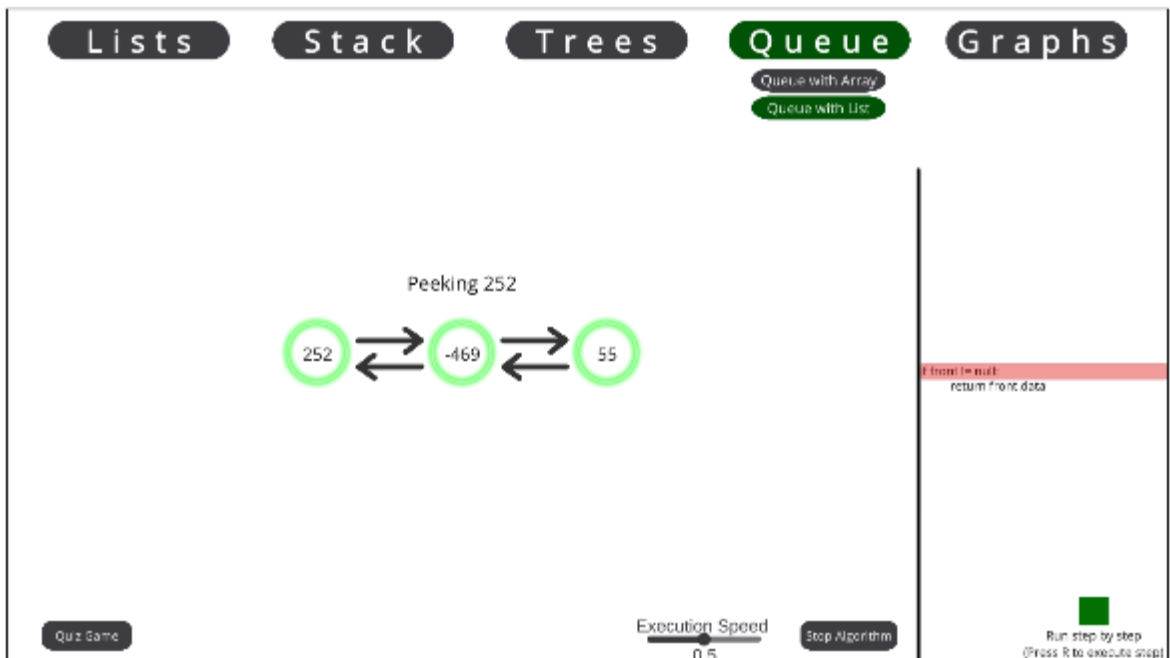 Lists
Stack
Trees
Queue
Graphs
Queue with Array
Queue with List
Peeking 252
252
-469
55
if front != null:
return front data
Quiz Game
Execution Speed
0.5
Stop Algorithm
Run step by step
(Press R to execute step)